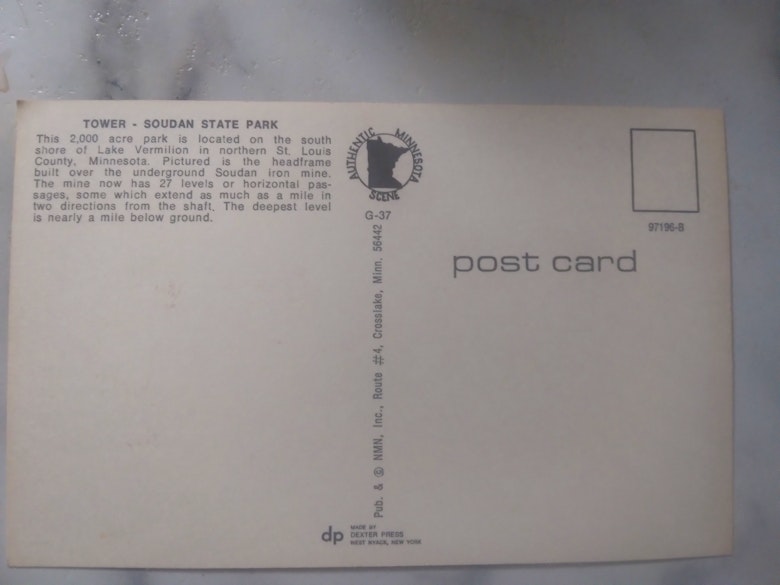 TOWER - SOUDAN STATE PARK
This 2,000 acre park is located on the south
shore of Lake Vermilion in northern St. Louis
County, Minnesota. Pictured is the headframe
built over the underground Soudan iron mine.
The mine now has 27 levels or horizontal pas-
sages, some which extend as much as a mile in
two directions from the shaft. The deepest level
is nearly a mile below ground.
AUTHENTIC MINNESOTA
SCENE
G-37
Pub. & © NMN, Inc., Route #4, Crosslake, Minn. 56442
97196-B
post card
dp
MADE BY
DEXTER PRESS
WEST NYACK, NEW YORK